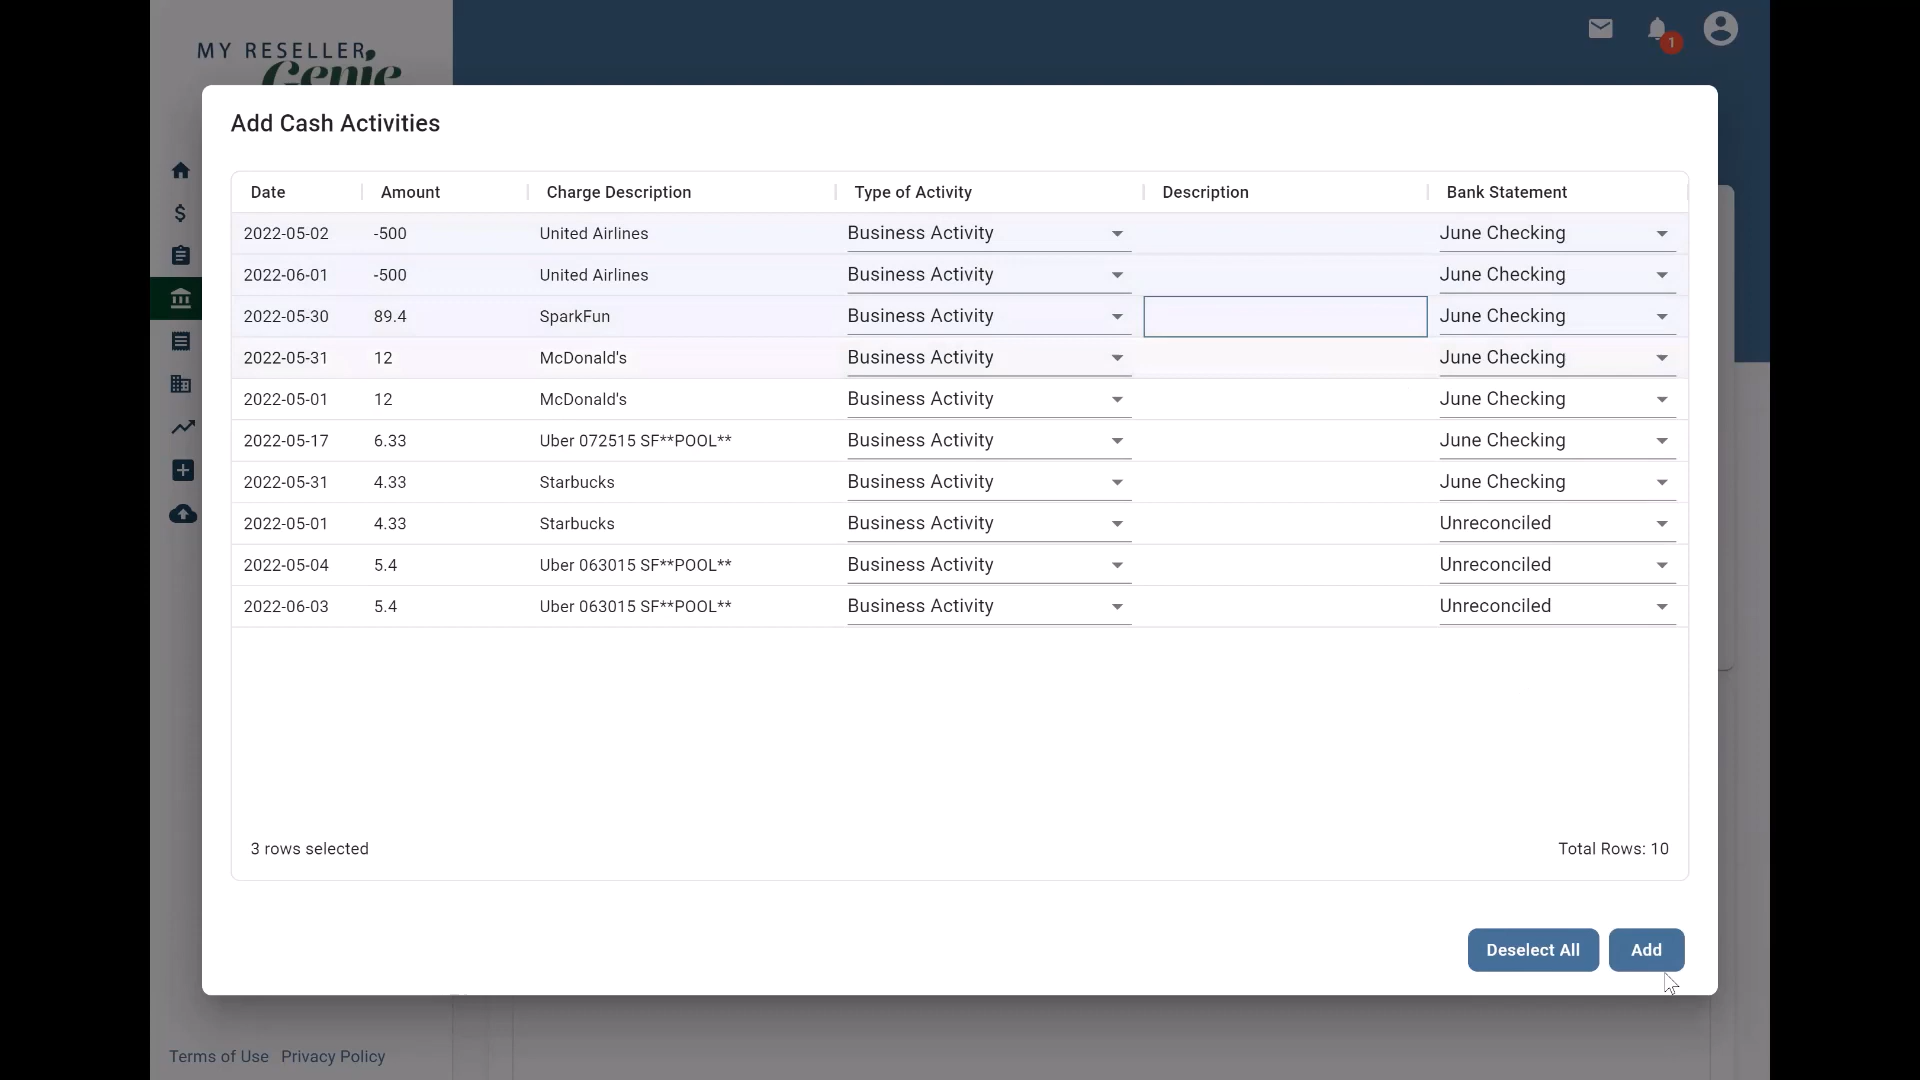 MY RESELLER
Genie
1
Add Cash Activities
Date Amount Charge Description Type of Activity Description Bank Statement
2022-05-02 -500 United Airlines Business Activity June Checking
2022-06-01 -500 United Airlines Business Activity June Checking
2022-05-30 89.4 SparkFun Business Activity June Checking
2022-05-31 12 McDonald's Business Activity June Checking
2022-05-01 12 McDonald's Business Activity June Checking
2022-05-17 6.33 Uber 072515 SF**POOL** Business Activity June Checking
2022-05-31 4.33 Starbucks Business Activity June Checking
2022-05-01 4.33 Starbucks Business Activity Unreconciled
2022-05-04 5.4 Uber 063015 SF**POOL** Business Activity Unreconciled
2022-06-03 5.4 Uber 063015 SF**POOL** Business Activity Unreconciled
3 rows selected Total Rows: 10
Deselect All Add
Terms of Use Privacy Policy